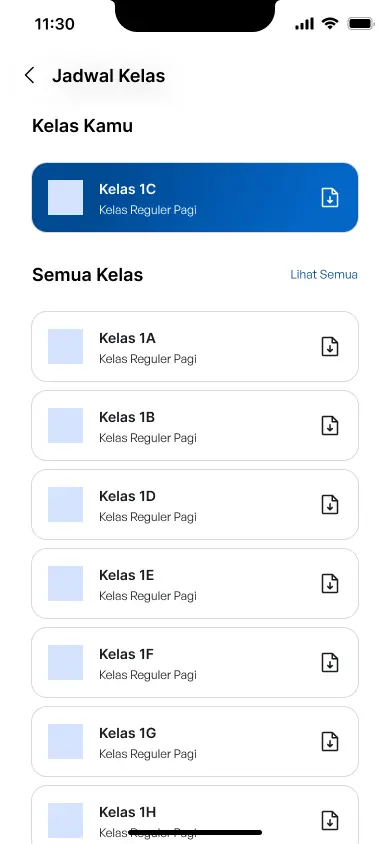 11:30
Jadwal Kelas
Kelas Kamu
Kelas 1C
Kelas Reguler Pagi
Semua Kelas
Lihat Semua
Kelas 1A
Kelas Reguler Pagi
Kelas 1B
Kelas Reguler Pagi
Kelas 1D
Kelas Reguler Pagi
Kelas 1E
Kelas Reguler Pagi
Kelas 1F
Kelas Reguler Pagi
Kelas 1G
Kelas Reguler Pagi
Kelas 1H
Kelas Reguler Pagi